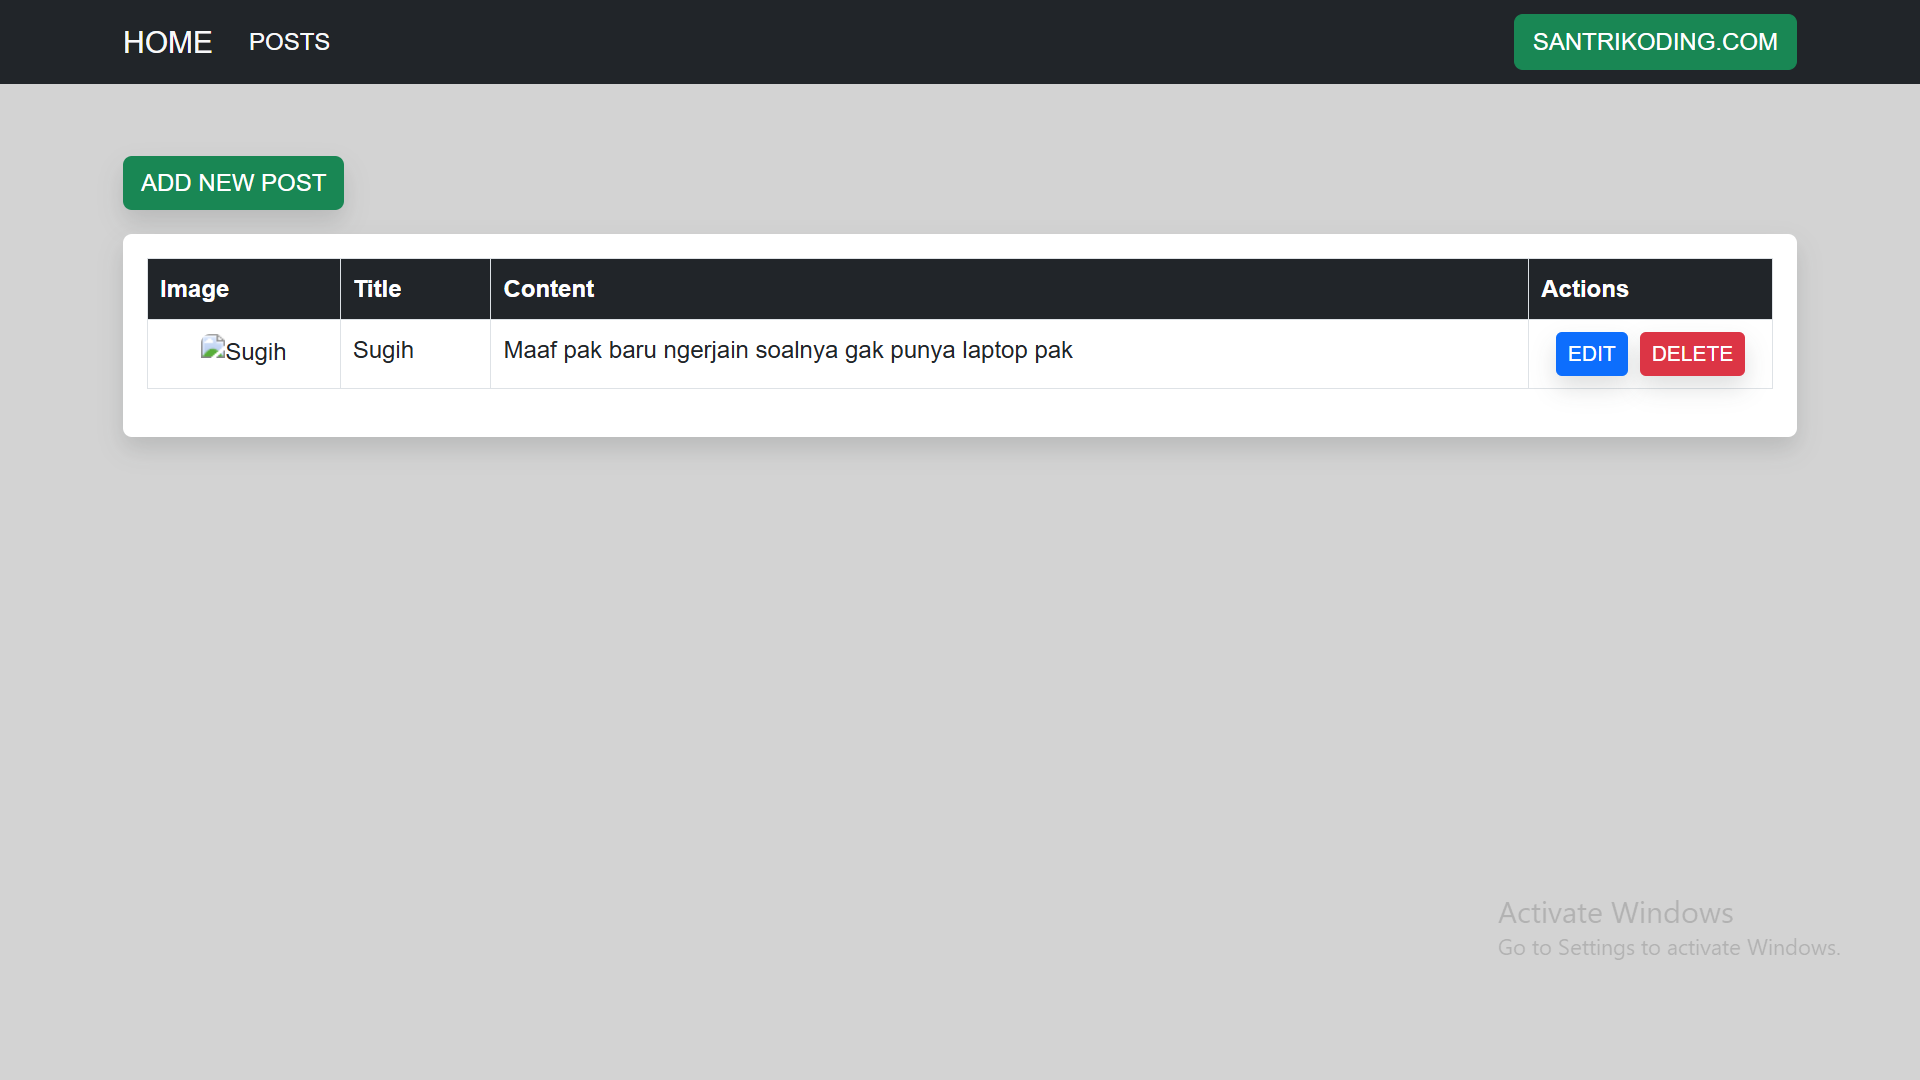 HOME POSTS SANTRIKODING.COM
ADD NEW POST
Image Title Content Actions
Sugih Sugih Maaf pak baru ngerjain soalnya gak punya laptop pak EDIT DELETE
Activate Windows
Go to Settings to activate Windows.